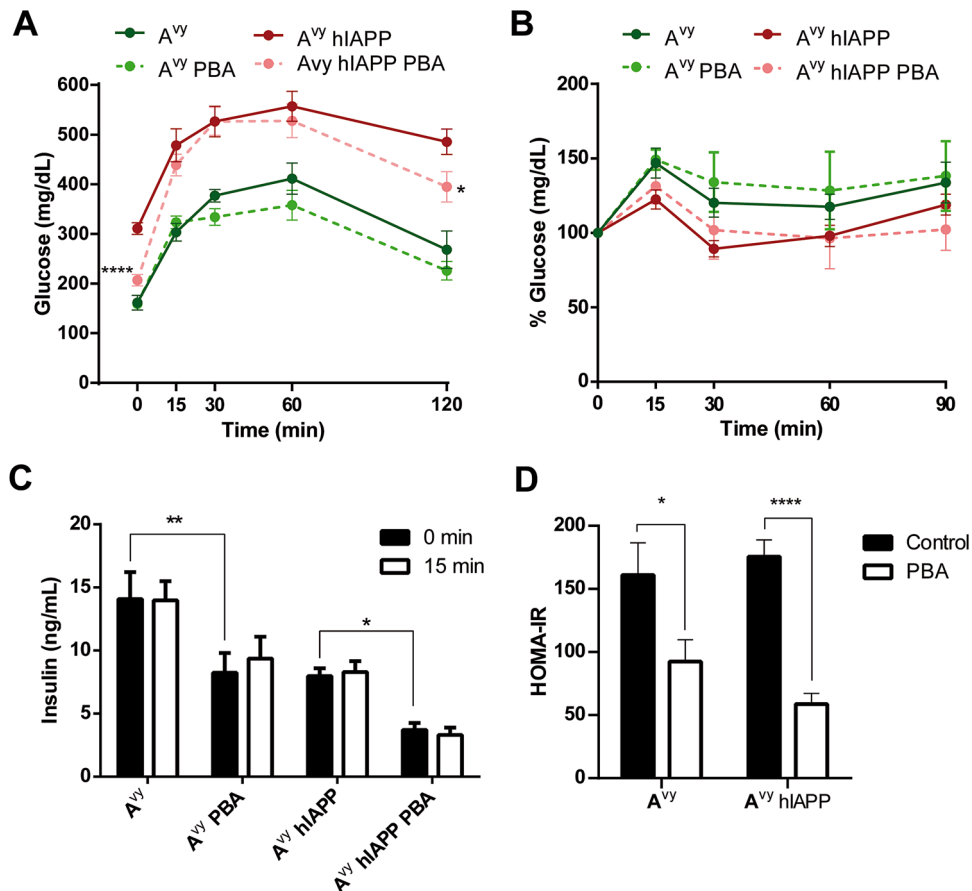 A
A^vy
A^vy hIAPP
A^vy PBA
Avy hIAPP PBA
Glucose (mg/dL)
600
500
400
300
200
100
0
****
*
0 15 30 60 120
Time (min)
B
A^vy
A^vy hIAPP
A^vy PBA
A^vy hIAPP PBA
% Glucose (mg/dL)
200
150
100
50
0
0 15 30 60 90
Time (min)
C
Insulin (ng/mL)
20
15
10
5
0
**
*
0 min
15 min
A^vy
A^vy PBA
A^vy hIAPP
A^vy hIAPP PBA
D
HOMA-IR
200
150
100
50
0
*
****
Control
PBA
A^vy
A^vy hIAPP